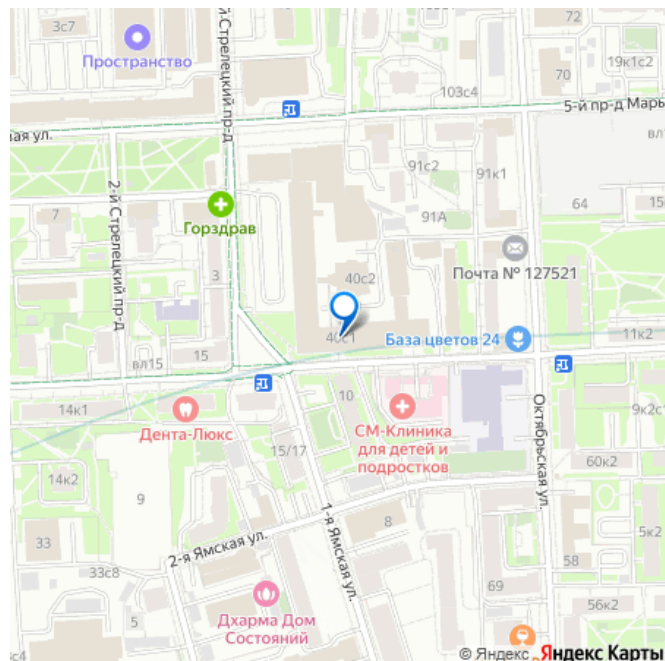 3с7
Пространство
й Стрелецкий пр-д
72
19к1с2
70
103с4
5-й пр-д Марь
вая ул.
2-й Стрелецкий пр-д
91с2
91к1
7
Горздрав
91А
64
15
3
40с2
Почта № 127521
40с1
База цветов 24
11к2
вл15
15
14к1
Дента-Люкс
10
СМ-Клиника
для детей и
подростков
Октябрьская ул.
9к2с
15/17
60к2
14к2
9
1-я Ямская ул.
2-я Ямская ул.
8
5к2
33
58
33с8
69
Дхарма Дом
Состояний
5
56к2
© Яндекс Яндекс Карты